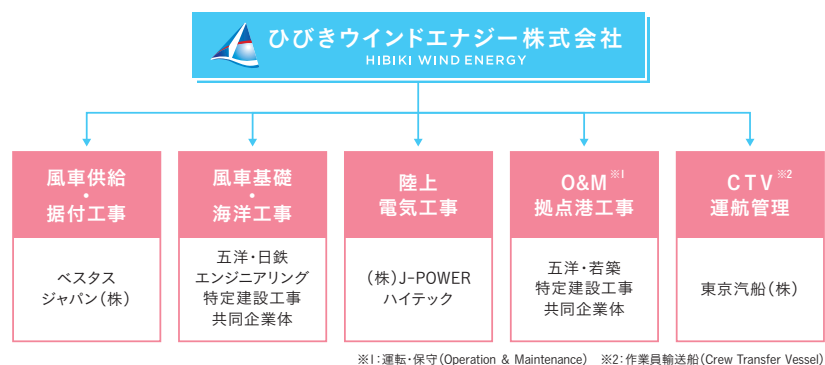 ひびきウインドエナジー株式会社
HIBIKI WIND ENERGY
風車供給
・
据付工事
ベスタス
ジャパン(株)
風車基礎
・
海洋工事
五洋・日鉄
エンジニアリング
特定建設工事
共同企業体
陸上
電気工事
(株)J-POWER
ハイテック
O&M※1
拠点港工事
五洋・若築
特定建設工事
共同企業体
CTV※2
運航管理
東京汽船(株)
※1:運転・保守(Operation & Maintenance) ※2:作業員輸送船(Crew Transfer Vessel)